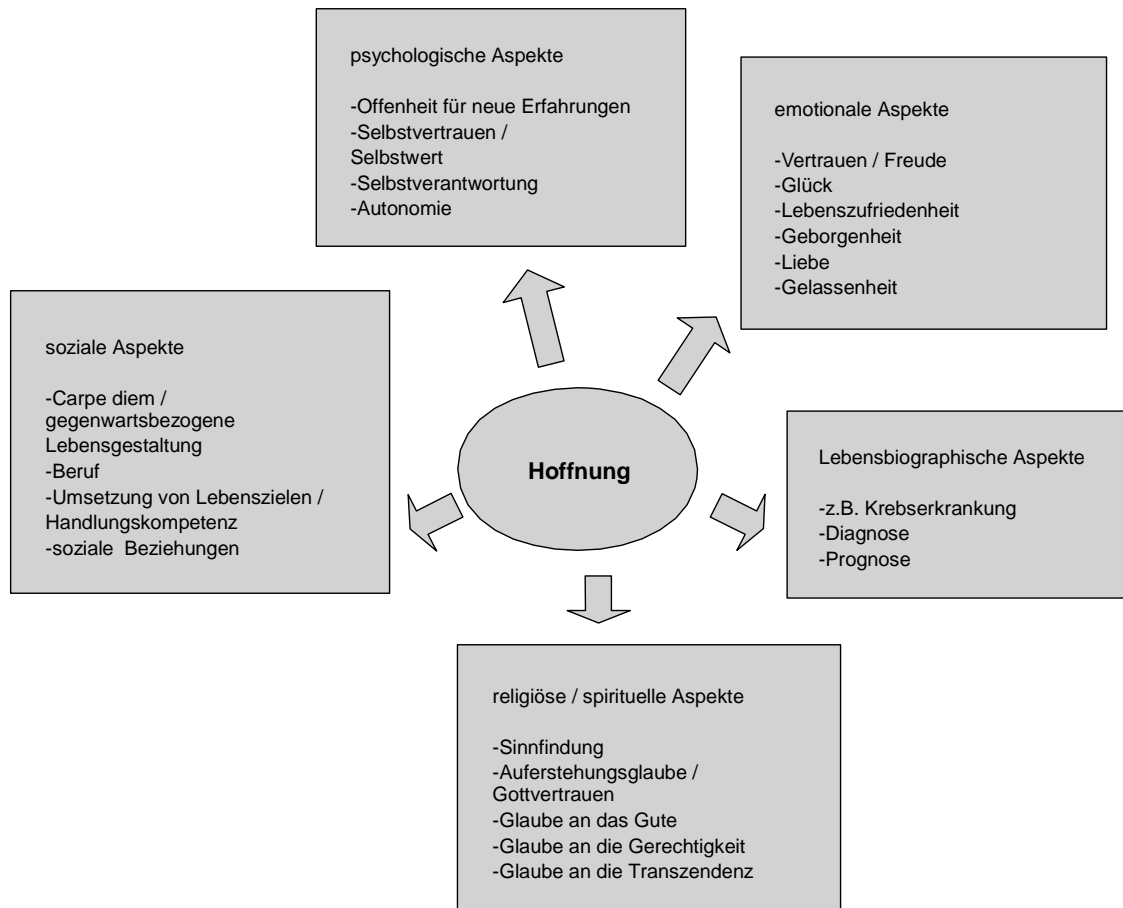 psychologische Aspekte
-Offenheit für neue Erfahrungen
-Selbstvertrauen /
Selbstwert
-Selbstverantwortung
-Autonomie
emotionale Aspekte
-Vertrauen / Freude
-Glück
-Lebenszufriedenheit
-Geborgenheit
-Liebe
-Gelassenheit
soziale Aspekte
-Carpe diem /
gegenwartsbezogene
Lebensgestaltung
-Beruf
-Umsetzung von Lebenszielen /
Handlungskompetenz
-soziale Beziehungen
Hoffnung
Lebensbiographische Aspekte
-z.B. Krebserkrankung
-Diagnose
-Prognose
religiöse / spirituelle Aspekte
-Sinnfindung
-Auferstehungsglaube /
Gottvertrauen
-Glaube an das Gute
-Glaube an die Gerechtigkeit
-Glaube an die Transzendenz